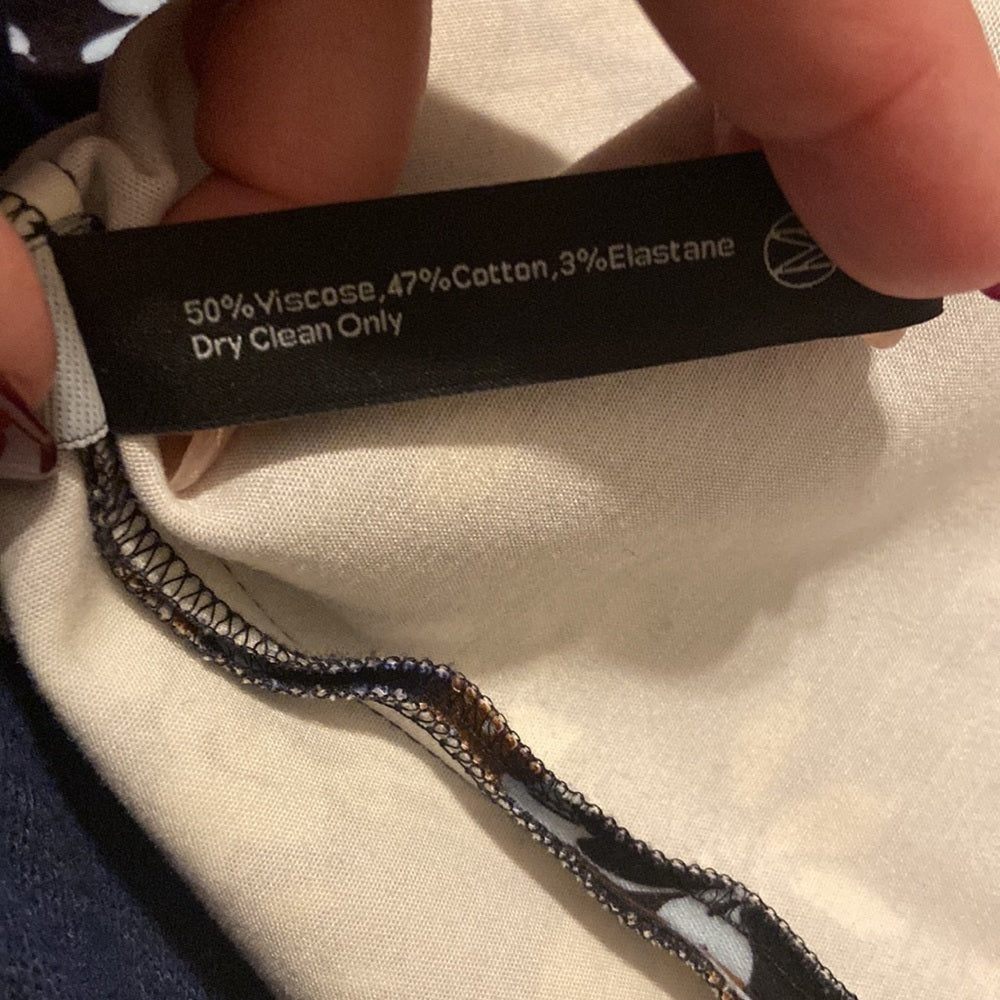 50%Viscose,47%Cotton,3%Elastane
Dry Clean Only